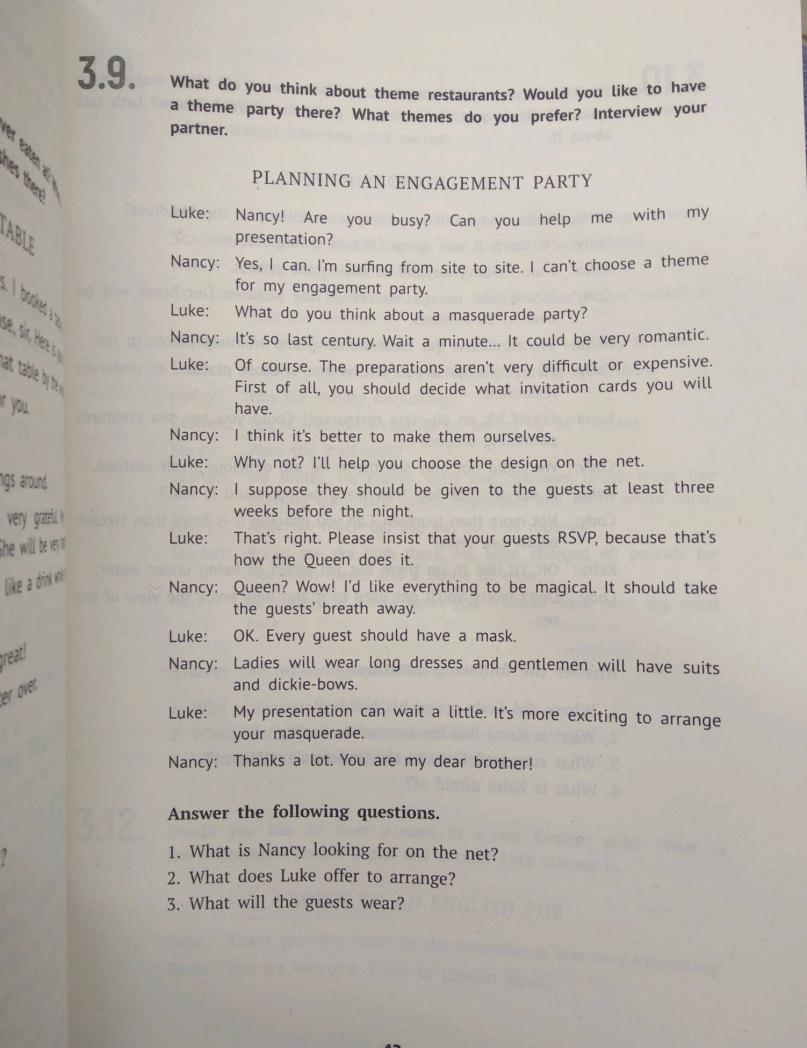 3.9.
What do you think about theme restaurants? Would you like to have
a theme party there? What themes do you prefer? Interview your
partner.
PLANNING AN ENGAGEMENT PARTY
Luke: Nancy! Are you busy? Can you help me with my
presentation?
Nancy: Yes, I can. I'm surfing from site to site. I can't choose a theme
for my engagement party.
Luke: What do you think about a masquerade party?
Nancy: It's so last century. Wait a minute... It could be very romantic.
Luke: Of course. The preparations aren't very difficult or expensive.
First of all, you should decide what invitation cards you will
have.
Nancy: I think it's better to make them ourselves.
Luke: Why not? I'll help you choose the design on the net.
Nancy: I suppose they should be given to the guests at least three
weeks before the night.
Luke: That's right. Please insist that your guests RSVP, because that's
how the Queen does it.
Nancy: Queen? Wow! I'd like everything to be magical. It should take
the guests' breath away.
Luke: OK. Every guest should have a mask.
Nancy: Ladies will wear long dresses and gentlemen will have suits
and dickie-bows.
Luke: My presentation can wait a little. It's more exciting to arrange
your masquerade.
Nancy: Thanks a lot. You are my dear brother!
Answer the following questions.
1. What is Nancy looking for on the net?
2. What does Luke offer to arrange?
3. What will the guests wear?